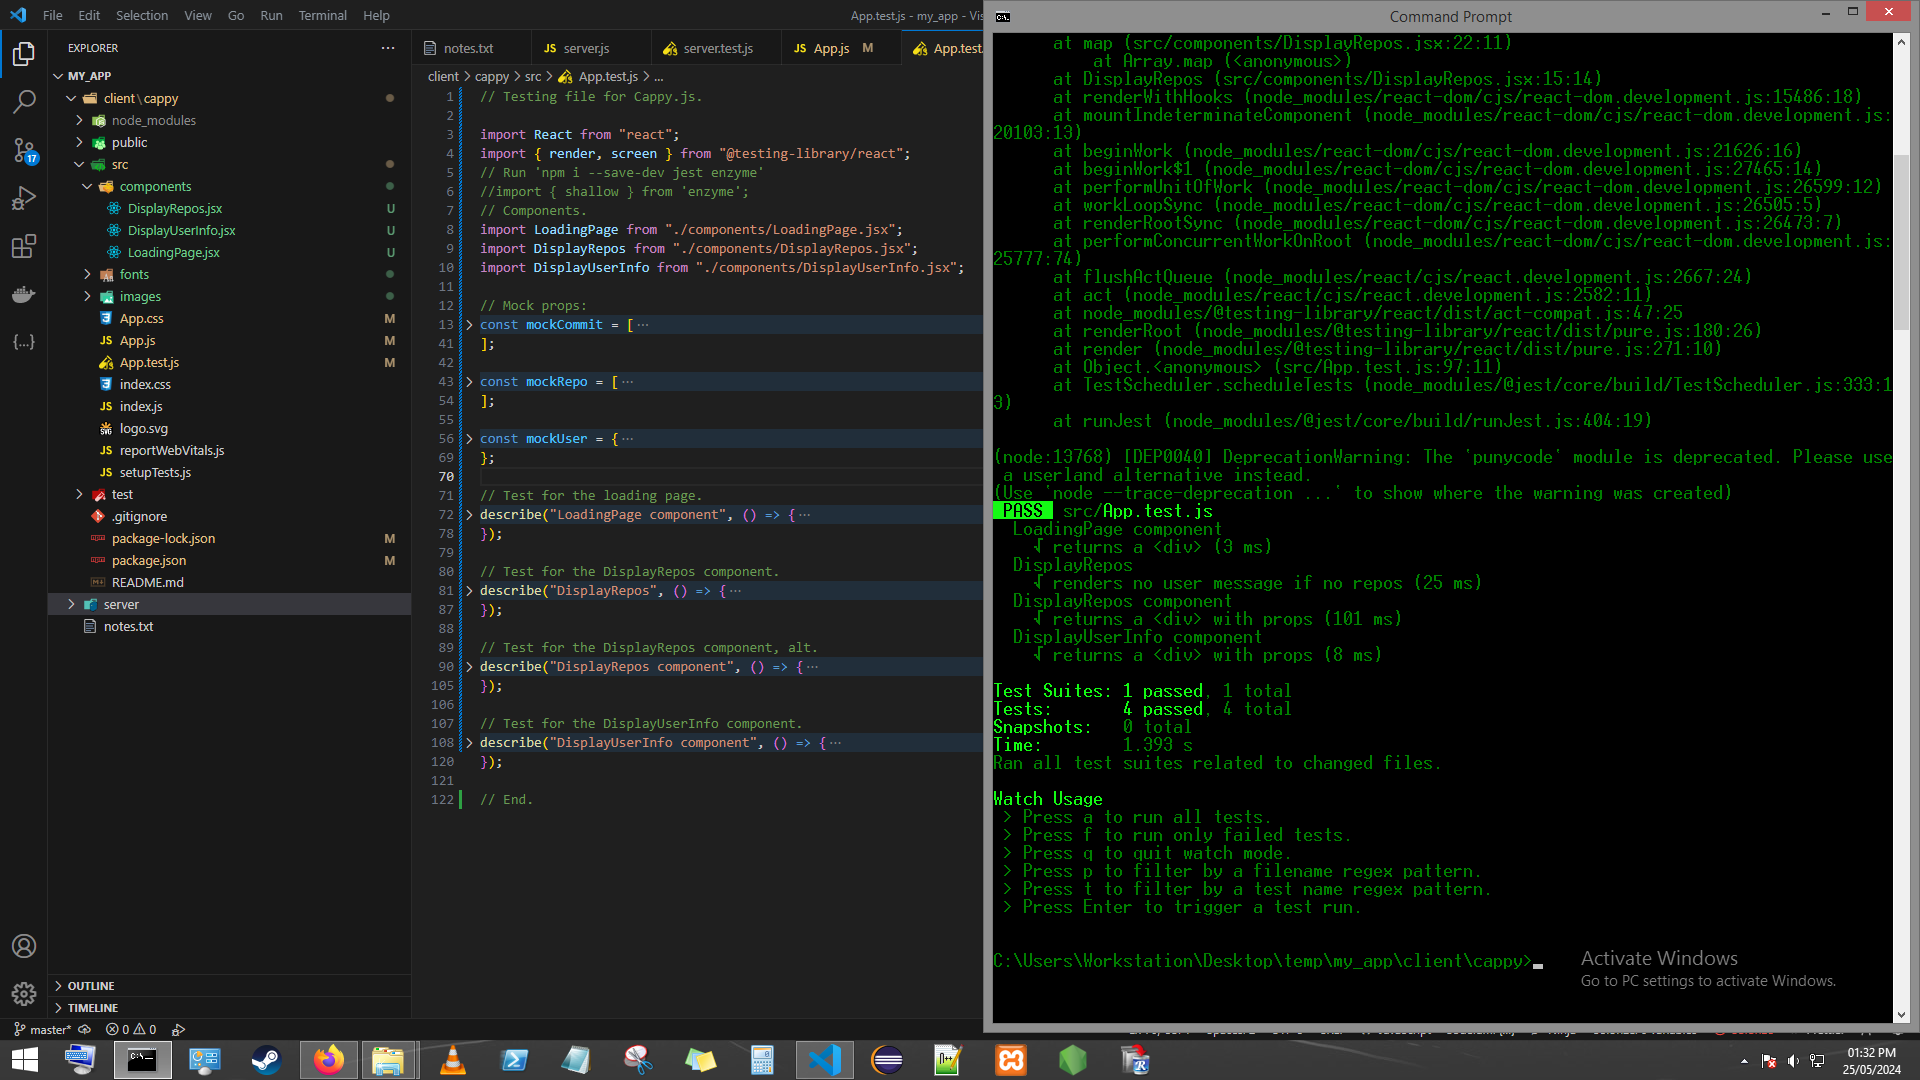 File Edit Selection View Go Run Terminal Help
App.test.js - my_app - Vis
EXPLORER
MY_APP
client\cappy
node_modules
public
src
components
DisplayRepos.jsx U
DisplayUserInfo.jsx U
LoadingPage.jsx U
fonts
images
App.css M
App.js M
App.test.js M
index.css
index.js
logo.svg
reportWebVitals.js
setupTests.js
test
.gitignore
package-lock.json M
package.json M
README.md
server
notes.txt
OUTLINE
TIMELINE
17
master* 0 0
notes.txt
JS server.js
server.test.js
JS App.js M
App.test
client > cappy > src > App.test.js > ...
1 // Testing file for Cappy.js.
2
3 import React from "react";
4 import { render, screen } from "@testing-library/react";
5 // Run 'npm i --save-dev jest enzyme'
6 //import { shallow } from 'enzyme';
7 // Components.
8 import LoadingPage from "./components/LoadingPage.jsx";
9 import DisplayRepos from "./components/DisplayRepos.jsx";
10 import DisplayUserInfo from "./components/DisplayUserInfo.jsx";
11
12 // Mock props:
13 const mockCommit = [ ···
41 ];
42
43 const mockRepo = [ ···
54 ];
55
56 const mockUser = { ···
69 };
70
71 // Test for the loading page.
72 describe("LoadingPage component", () => { ···
78 });
79
80 // Test for the DisplayRepos component.
81 describe("DisplayRepos", () => { ···
87 });
88
89 // Test for the DisplayRepos component, alt.
90 describe("DisplayRepos component", () => { ···
105 });
106
107 // Test for the DisplayUserInfo component.
108 describe("DisplayUserInfo component", () => { ···
120 });
121
122 // End.
Command Prompt
at map (src/components/DisplayRepos.jsx:22:11)
at Array.map (<anonymous>)
at DisplayRepos (src/components/DisplayRepos.jsx:15:14)
at renderWithHooks (node_modules/react-dom/cjs/react-dom.development.js:15486:18)
at mountIndeterminateComponent (node_modules/react-dom/cjs/react-dom.development.js:
20103:13)
at beginWork (node_modules/react-dom/cjs/react-dom.development.js:21626:16)
at beginWork$1 (node_modules/react-dom/cjs/react-dom.development.js:27465:14)
at performUnitOfWork (node_modules/react-dom/cjs/react-dom.development.js:26599:12)
at workLoopSync (node_modules/react-dom/cjs/react-dom.development.js:26505:5)
at renderRootSync (node_modules/react-dom/cjs/react-dom.development.js:26473:7)
at performConcurrentWorkOnRoot (node_modules/react-dom/cjs/react-dom.development.js:
25777:74)
at flushActQueue (node_modules/react/cjs/react.development.js:2667:24)
at act (node_modules/react/cjs/react.development.js:2582:11)
at node_modules/@testing-library/react/dist/act-compat.js:47:25
at renderRoot (node_modules/@testing-library/react/dist/pure.js:180:26)
at render (node_modules/@testing-library/react/dist/pure.js:271:10)
at Object.<anonymous> (src/App.test.js:97:11)
at TestScheduler.scheduleTests (node_modules/@jest/core/build/TestScheduler.js:333:1
3)
at runJest (node_modules/@jest/core/build/runJest.js:404:19)
(node:13768) [DEP0040] DeprecationWarning: The `punycode` module is deprecated. Please use
a userland alternative instead.
(Use `node --trace-deprecation ...` to show where the warning was created)
PASS src/App.test.js
LoadingPage component
√ returns a <div> (3 ms)
DisplayRepos
√ renders no user message if no repos (25 ms)
DisplayRepos component
√ returns a <div> with props (101 ms)
DisplayUserInfo component
√ returns a <div> with props (8 ms)
Test Suites: 1 passed, 1 total
Tests: 4 passed, 4 total
Snapshots: 0 total
Time: 1.393 s
Ran all test suites related to changed files.
Watch Usage
> Press a to run all tests.
> Press f to run only failed tests.
> Press q to quit watch mode.
> Press p to filter by a filename regex pattern.
> Press t to filter by a test name regex pattern.
> Press Enter to trigger a test run.
C:\Users\Workstation\Desktop\temp\my_app\client\cappy>
Activate Windows
Go to PC settings to activate Windows.
01:32 PM
25/05/2024